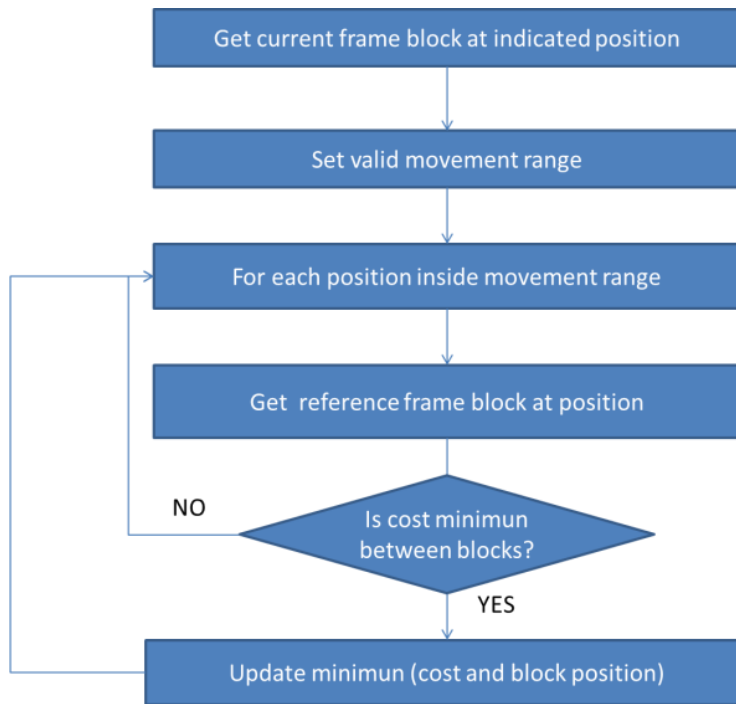 Get current frame block at indicated position
Set valid movement range
For each position inside movement range
Get reference frame block at position
NO
Is cost minimun
between blocks?
YES
Update minimun (cost and block position)